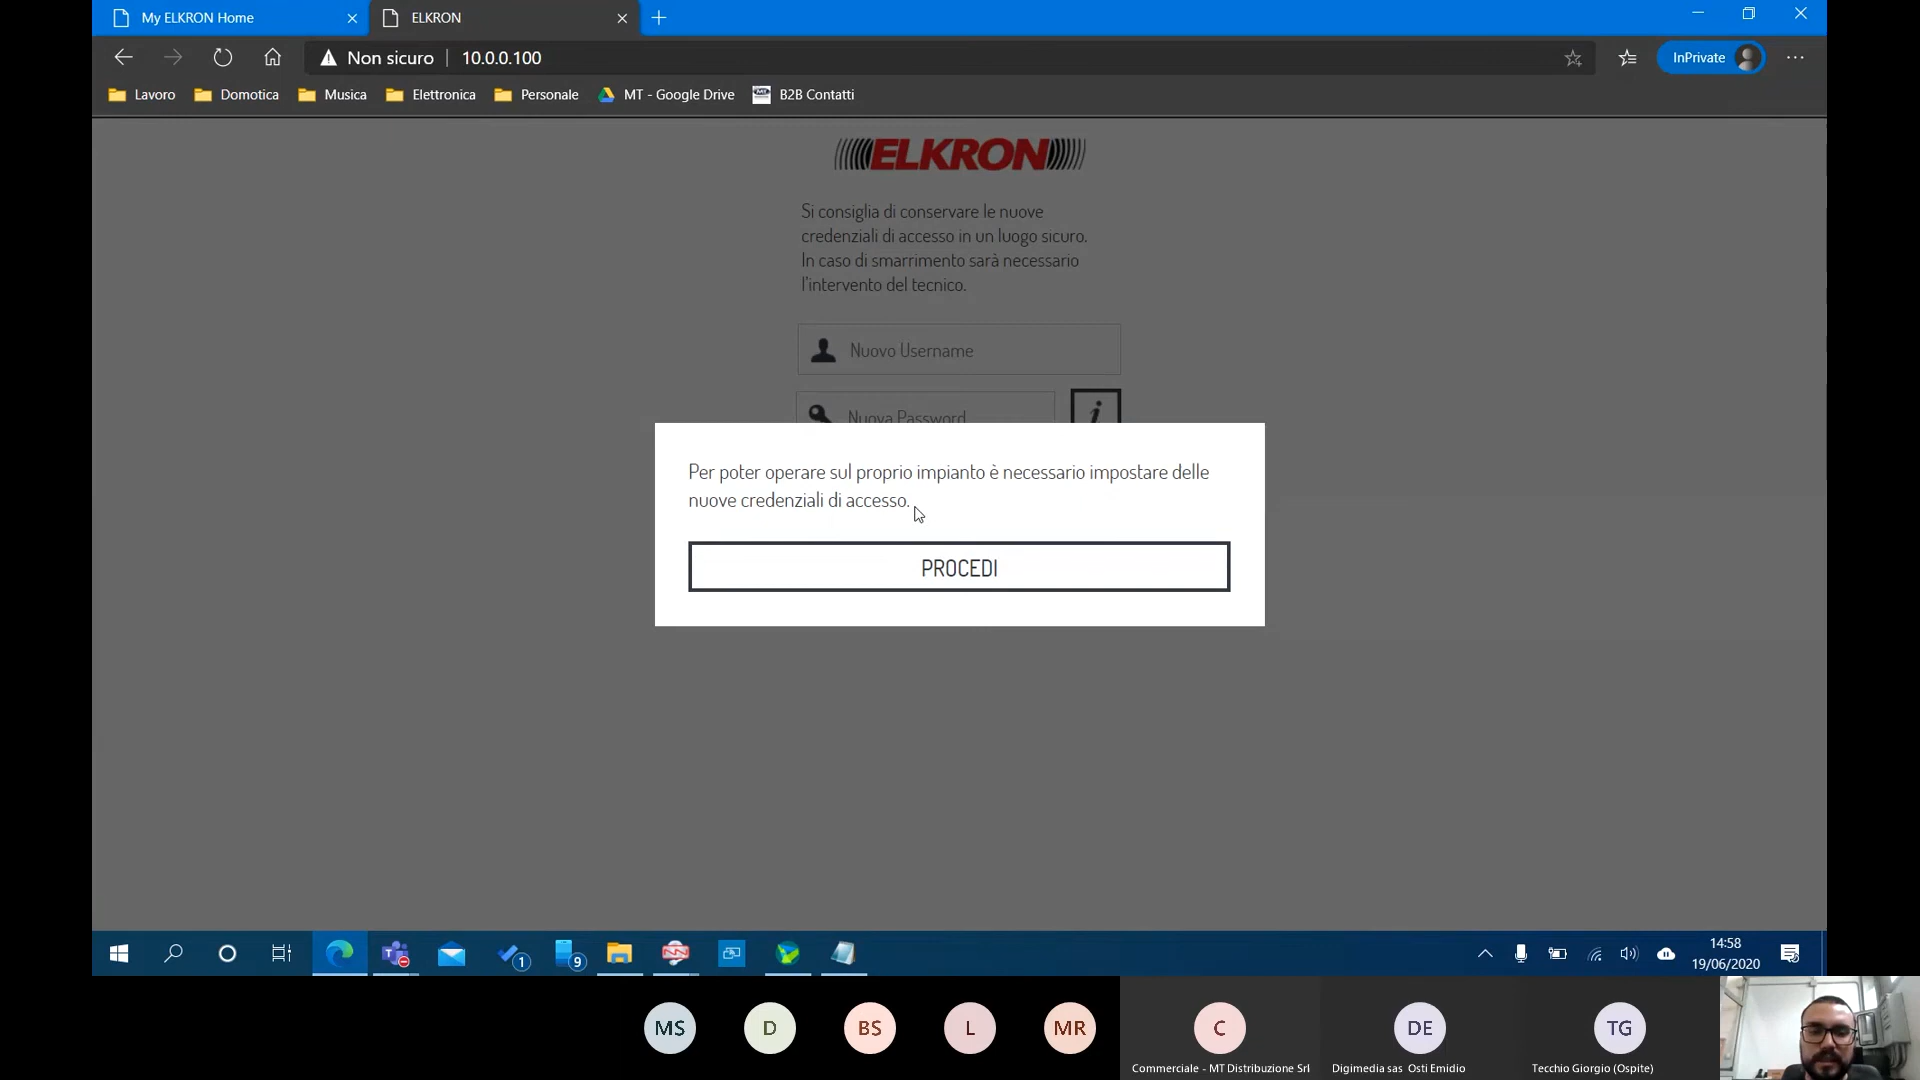 My ELKRON Home
ELKRON
Non sicuro
10.0.0.100
InPrivate
Lavoro
Domotica
Musica
Elettronica
Personale
MT - Google Drive
B2B Contatti
ELKRON
Si consiglia di conservare le nuove
credenziali di accesso in un luogo sicuro.
In caso di smarrimento sarà necessario
l'intervento del tecnico.
Nuovo Username
Nuova Password
i
Per poter operare sul proprio impianto è necessario impostare delle
nuove credenziali di accesso.
PROCEDI
1
9
14:58
19/06/2020
MS
D
BS
L
MR
C
DE
TG
Commerciale - MT Distribuzione Srl
Digimedia sas Osti Emidio
Tecchio Giorgio (Ospite)